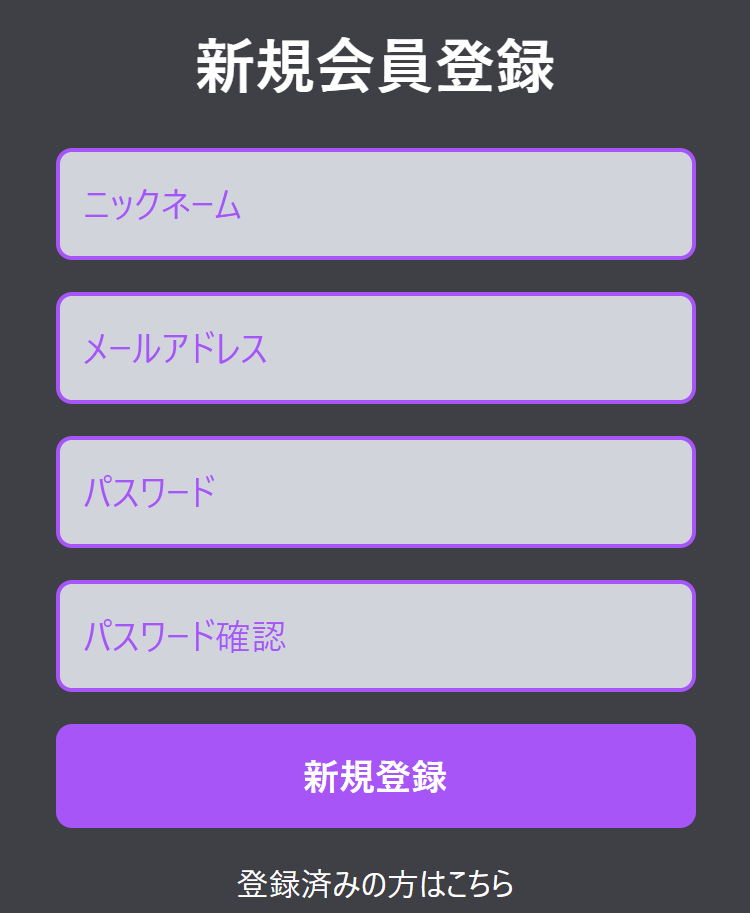 新規会員登録
ニックネーム
メールアドレス
パスワード
パスワード確認
新規登録
登録済みの方はこちら